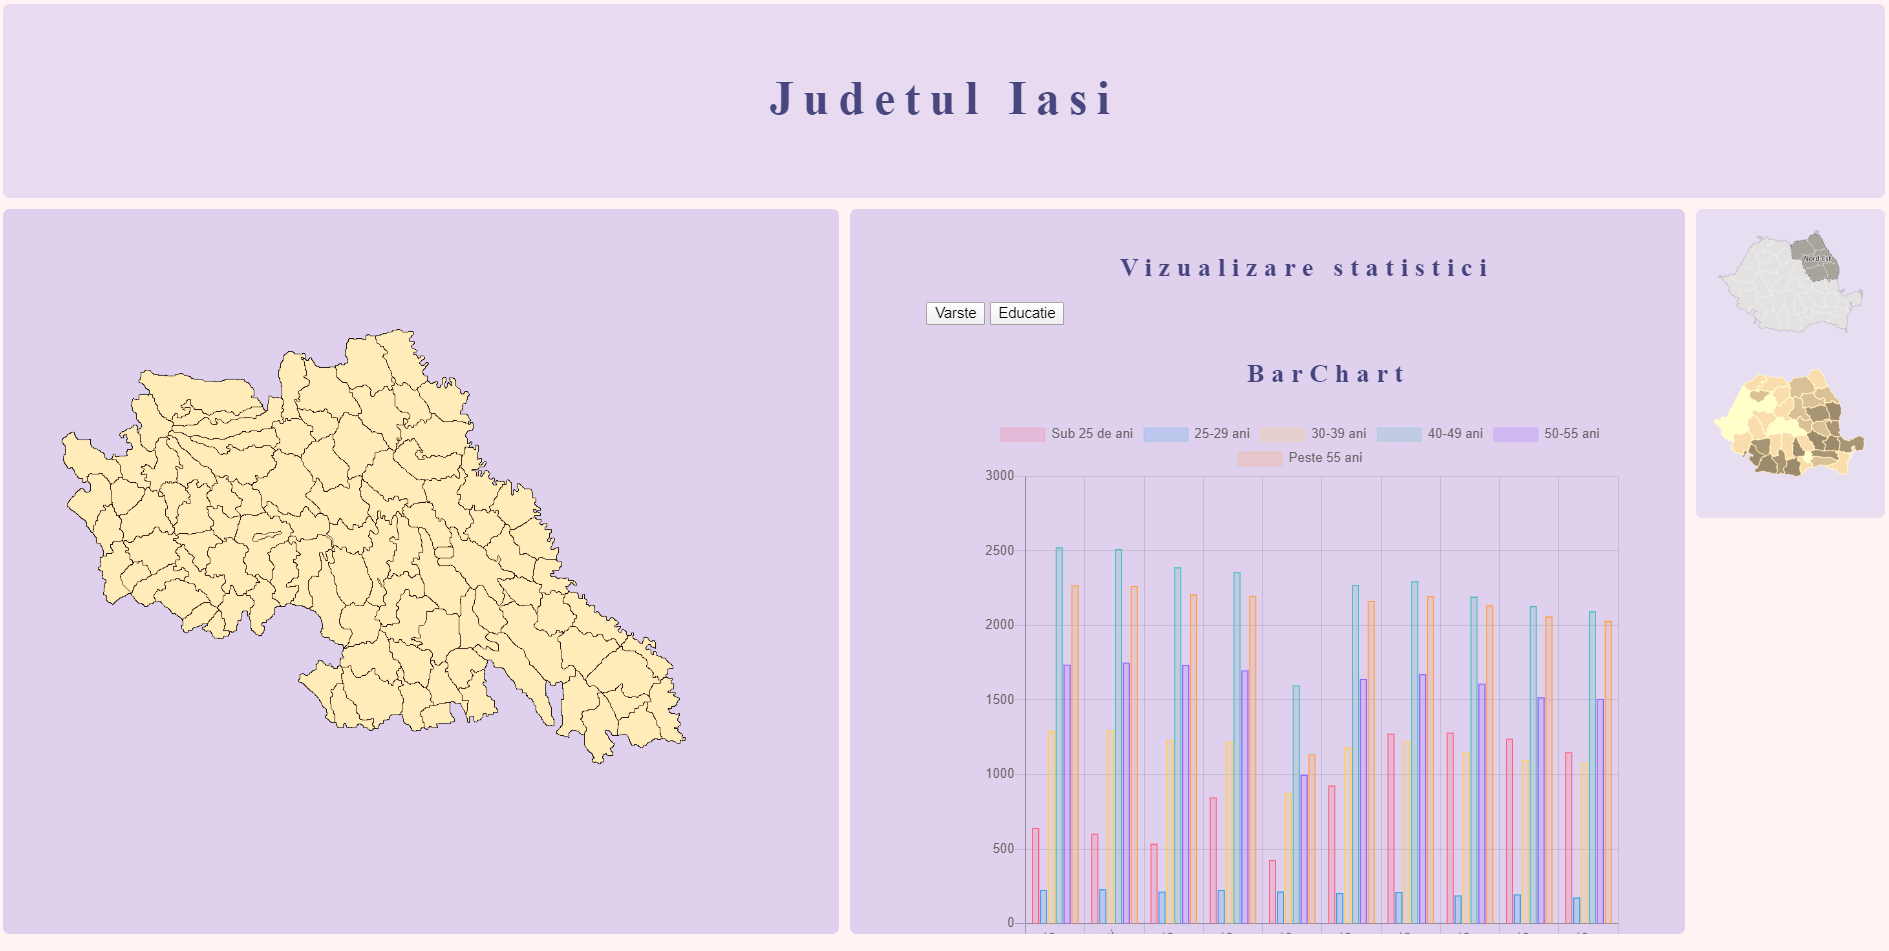 Judetul Iasi
Vizualizare statistici
Varste Educatie
BarChart
Sub 25 de ani 25-29 ani 30-39 ani 40-49 ani 50-55 ani
Peste 55 ani
3000
2500
2000
1500
1000
500
0
Nord-Est